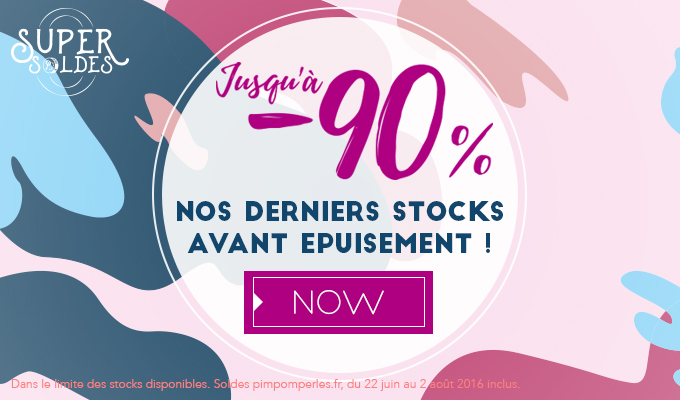 SUPER
SOLDES
Jusqu'à
-90%
NOS DERNIERS STOCKS
AVANT EPUISEMENT !
NOW
Dans le limite des stocks disponibles. Soldes pimpomperles.fr, du 22 juin au 2 août 2016 inclus.